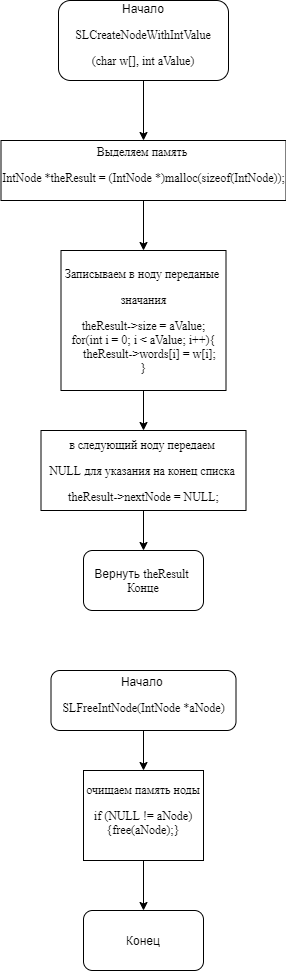 Начало
SLCreateNodeWithIntValue
(char w[], int aValue)
Выделяем память
IntNode *theResult = (IntNode *)malloc(sizeof(IntNode));
Записываем в ноду переданые
значания
theResult->size = aValue;
for(int i = 0; i < aValue; i++){
theResult->words[i] = w[i];
}
в следующий ноду передаем
NULL для указания на конец списка
theResult->nextNode = NULL;
Вернуть theResult
Конце
Начало
SLFreeIntNode(IntNode *aNode)
очищаем память ноды
if (NULL != aNode)
{free(aNode);}
Конец